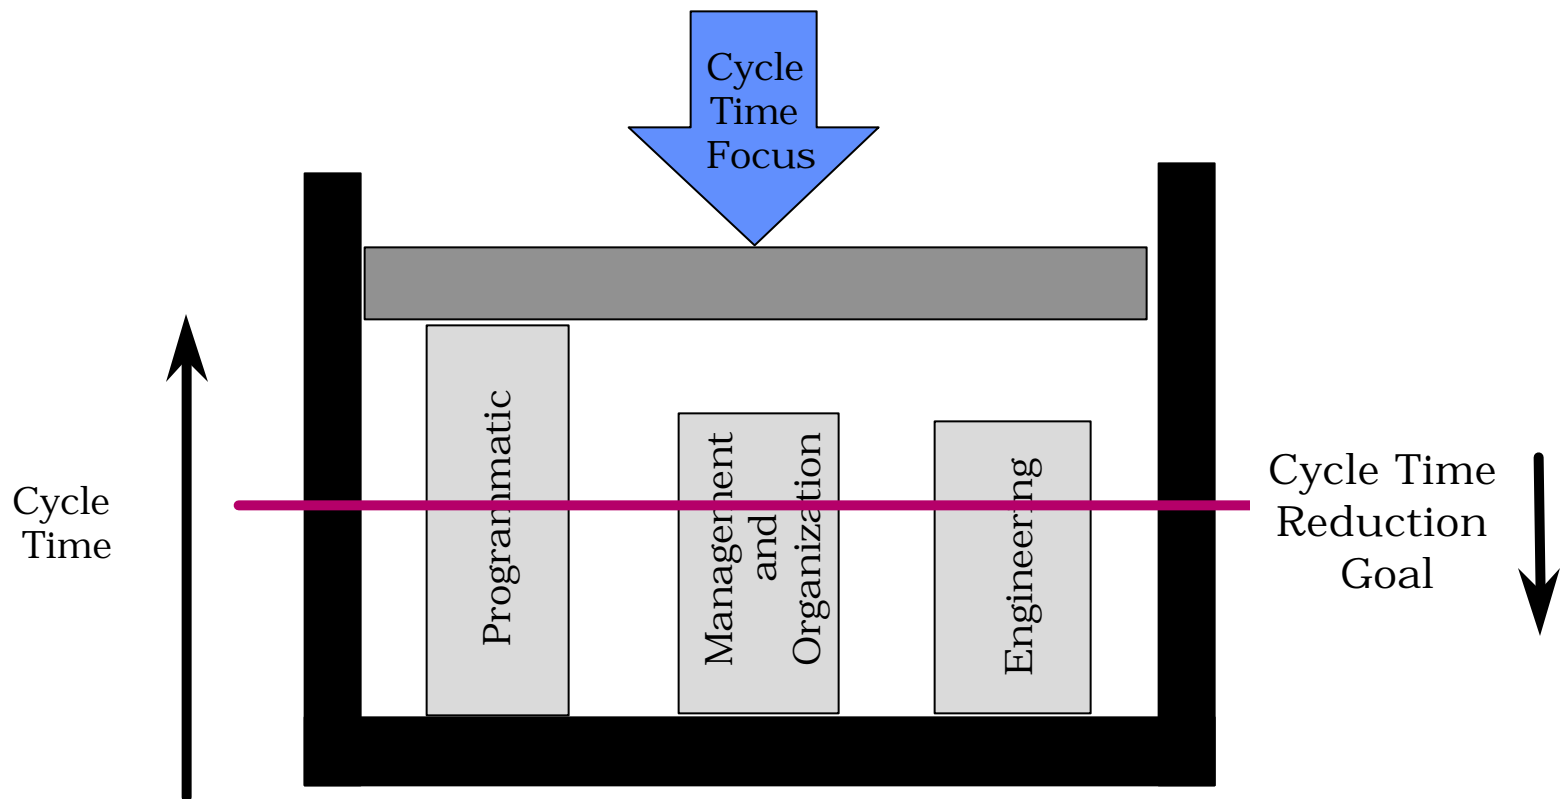 Cycle
Time
Focus
Cycle
Time
Programmatic
Management
and
Organization
Engineering
Cycle Time
Reduction
Goal